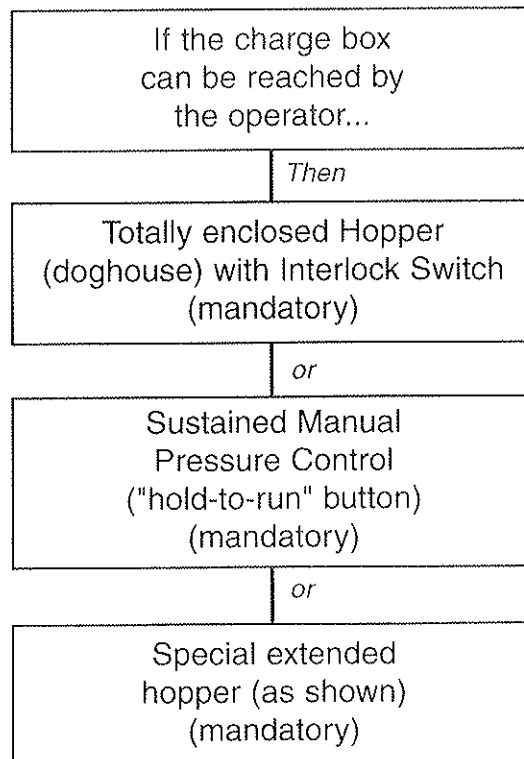 If the charge box
can be reached by
the operator...
Then
Totally enclosed Hopper
(doghouse) with Interlock Switch
(mandatory)
or
Sustained Manual
Pressure Control
("hold-to-run" button)
(mandatory)
or
Special extended
hopper (as shown)
(mandatory)